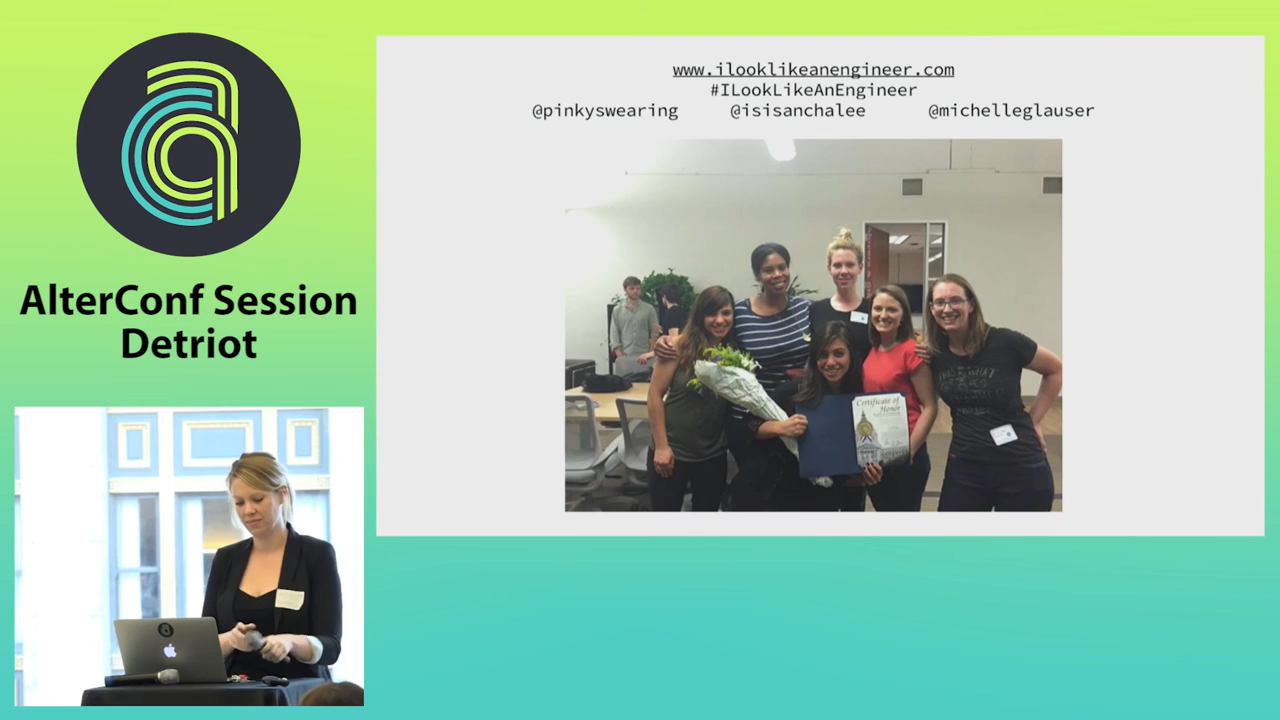 AlterConf Session
Detriot
www.ilooklikeanengineer.com
#ILookLikeAnEngineer
@pinkyswearing @isisanchalee @michelleglauser
Certificate of
Honor